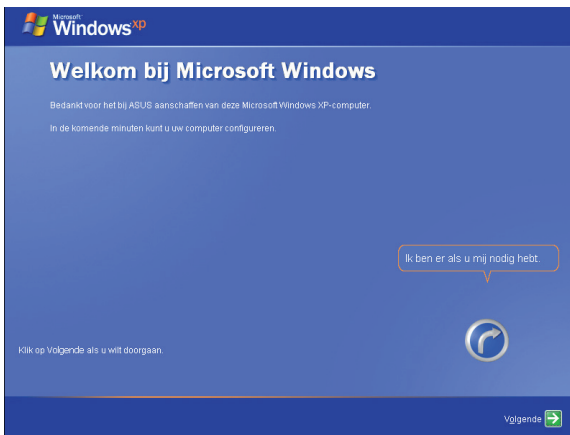 Microsoft
Windows xp
Welkom bij Microsoft Windows
Bedankt voor het bij ASUS aanschaffen van deze Microsoft Windows XP-computer.
In de komende minuten kunt u uw computer configureren.
Ik ben er als u mij nodig hebt.
Klik op Volgende als u wilt doorgaan.
Volgende